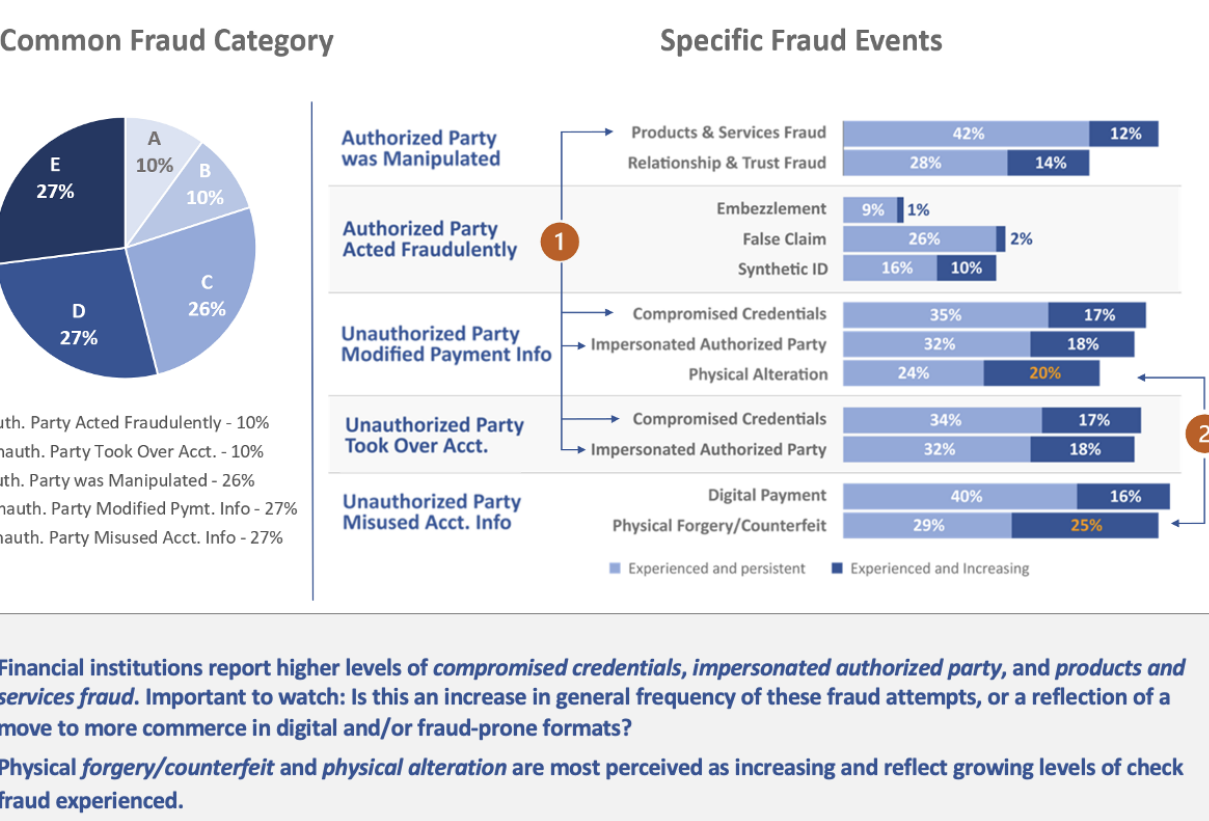 Common Fraud Category
Specific Fraud Events
A
10%
B
10%
C
26%
D
27%
E
27%
uth. Party Acted Fraudulently - 10%
nauth. Party Took Over Acct. - 10%
uth. Party was Manipulated - 26%
nauth. Party Modified Pymt. Info - 27%
nauth. Party Misused Acct. Info - 27%
Authorized Party
was Manipulated
Products & Services Fraud 42% 12%
Relationship & Trust Fraud 28% 14%
Authorized Party
Acted Fraudulently
1
Embezzlement 9% 1%
False Claim 26% 2%
Synthetic ID 16% 10%
Unauthorized Party
Modified Payment Info
Compromised Credentials 35% 17%
Impersonated Authorized Party 32% 18%
Physical Alteration 24% 20%
Unauthorized Party
Took Over Acct.
Compromised Credentials 34% 17%
Impersonated Authorized Party 32% 18%
2
Unauthorized Party
Misused Acct. Info
Digital Payment 40% 16%
Physical Forgery/Counterfeit 29% 25%
Experienced and persistent
Experienced and Increasing
Financial institutions report higher levels of compromised credentials, impersonated authorized party, and products and
services fraud. Important to watch: Is this an increase in general frequency of these fraud attempts, or a reflection of a
move to more commerce in digital and/or fraud-prone formats?
Physical forgery/counterfeit and physical alteration are most perceived as increasing and reflect growing levels of check
fraud experienced.